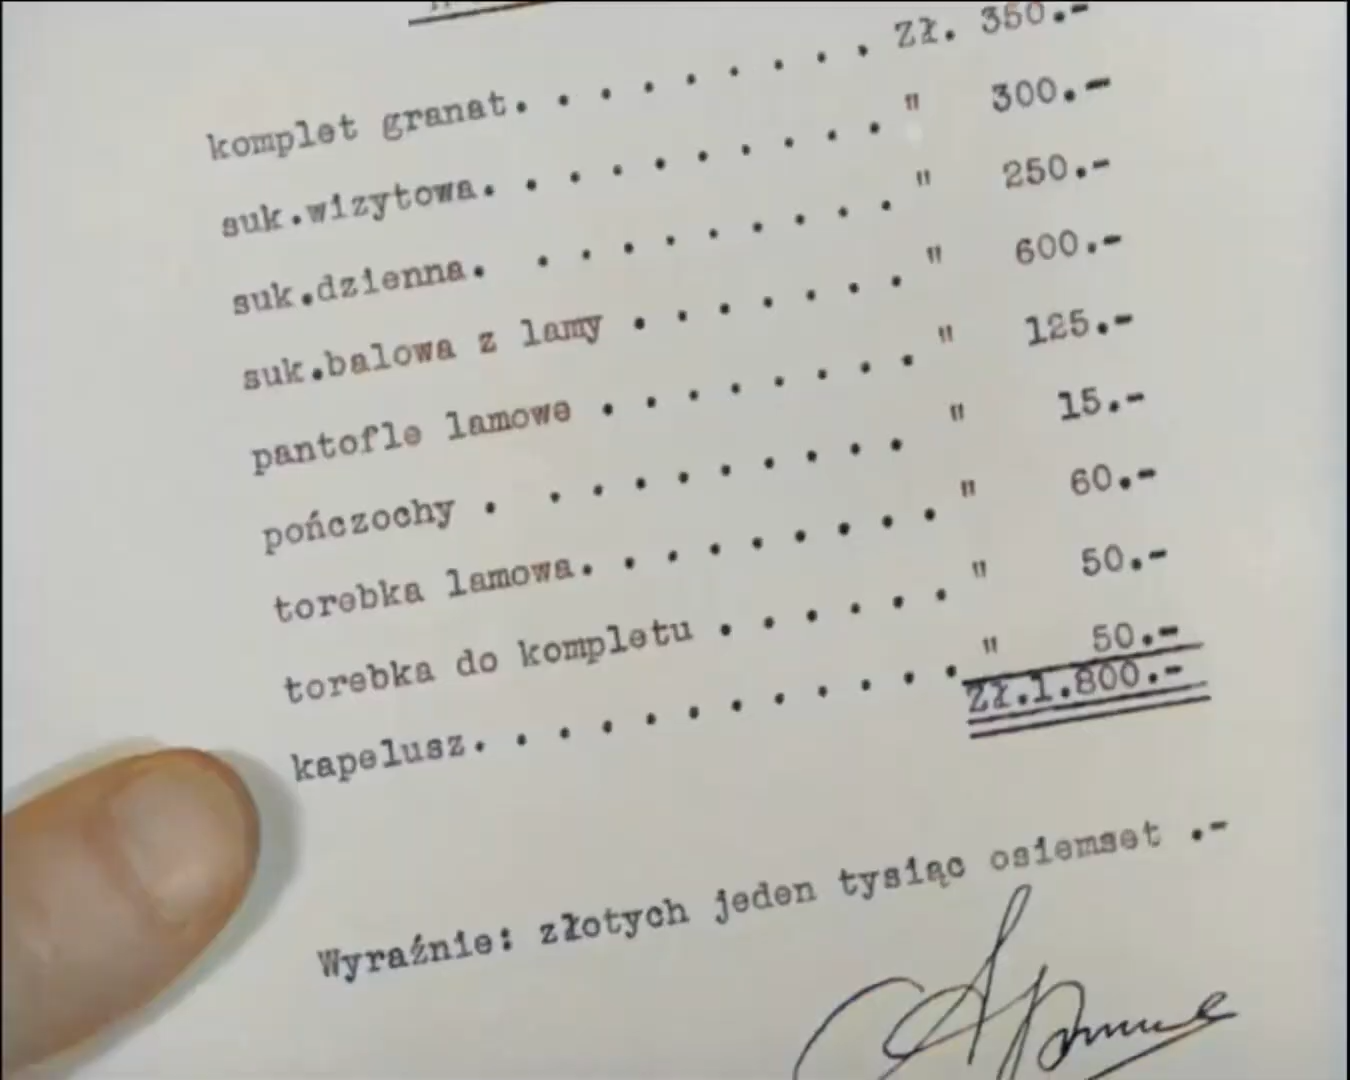 komplet granat. . . . . . . . . zł. 350.-
suk.wizytowa. . . . . . . . . . " 300.-
suk.dzienna. . . . . . . . . . " 250.-
suk.balowa z lamy . . . . . . . " 600.-
pantofle lamowe . . . . . . . . " 125.-
pończochy . . . . . . . . . . " 15.-
torebka lamowa. . . . . . . . . " 60.-
torebka do kompletu . . . . . . " 50.-
kapelusz. . . . . . . . . . . . " 50.-
Zł.1.800.-
Wyraźnie: złotych jeden tysiąc osiemset .-